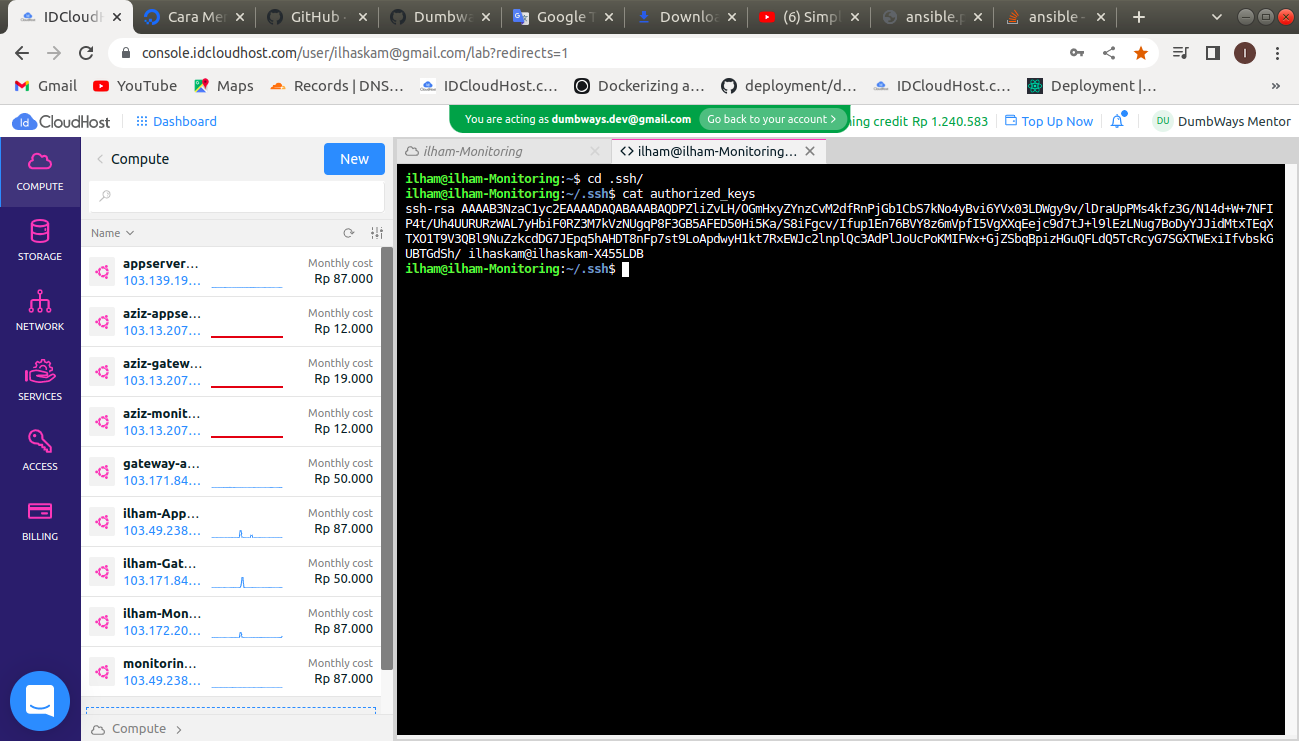 IDCloudH
Cara Mer
GitHub
Dumbwa
Google T
Downloa
(6) Simpl
ansible.p
ansible -
console.idcloudhost.com/user/ilhaskam@gmail.com/lab?redirects=1
I
Gmail
YouTube
Maps
Records | DNS...
IDCloudHost.c...
Dockerizing a...
deployment/d...
IDCloudHost.c...
Deployment |...
»
Id CloudHost
Dashboard
You are acting as dumbways.dev@gmail.com
Go back to your account >
ning credit Rp 1.240.583
Top Up Now
DU
DumbWays Mentor
COMPUTE
STORAGE
NETWORK
SERVICES
ACCESS
BILLING
Compute
New
Name
appserver...
103.139.19...
Monthly cost
Rp 87.000
aziz-appse...
103.13.207...
Monthly cost
Rp 12.000
aziz-gatew...
103.13.207...
Monthly cost
Rp 19.000
aziz-monit...
103.13.207...
Monthly cost
Rp 12.000
gateway-a...
103.171.84...
Monthly cost
Rp 50.000
ilham-App...
103.49.238...
Monthly cost
Rp 87.000
ilham-Gat...
103.171.84...
Monthly cost
Rp 50.000
ilham-Mon...
103.172.20...
Monthly cost
Rp 87.000
monitorin...
103.49.238...
Monthly cost
Rp 87.000
Compute
ilham-Monitoring
<> ilham@ilham-Monitoring...
ilham@ilham-Monitoring:~$ cd .ssh/
ilham@ilham-Monitoring:~/.ssh$ cat authorized_keys
ssh-rsa AAAAB3NzaC1yc2EAAAADAQABAAABAQDPZliZvLH/OGmHxyZYnzCvM2dfRnPjGb1CbS7kNo4yBvi6YVx03LDWgy9v/lDraUpPMs4kfz3G/N14d+W+7NFI
P4t/Uh4UURURzWAL7yHbiF0RZ3M7kVzNUgqP8F3GB5AFED50Hi5Ka/S8iFgcv/Ifup1En76BVY8z6mVpfI5VgXXqEejc9d7tJ+l9lEzLNug7BoDyYJJidMtxTEqX
TXO1T9V3QBl9NuZzkcdDG7JEpq5hAHDT8nFp7st9LoApdwyH1kt7RxEWJc2lnplQc3AdPlJoUcPoKMIFWx+GjZSbqBpizHGuQFLdQ5TcRcyG7SGXTWExiIfvbskG
UBTGdSh/ ilhaskam@ilhaskam-X455LDB
ilham@ilham-Monitoring:~/.ssh$